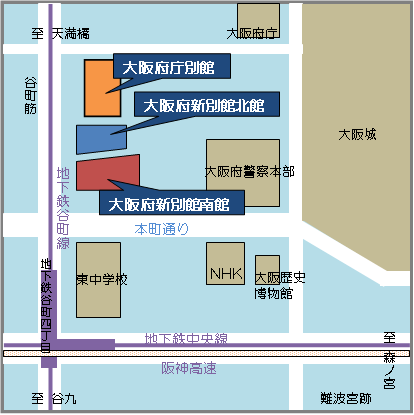 至 天満橋
大阪府庁
谷町筋
大阪府庁別館
大阪府新別館北館
大阪城
大阪府警察本部
地下鉄谷町線
大阪府新別館南館
本町通り
地下鉄谷町四丁目
東中学校
NHK
大阪歴史
博物館
地下鉄中央線
至 森ノ宮
阪神高速
至 谷九
難波宮跡